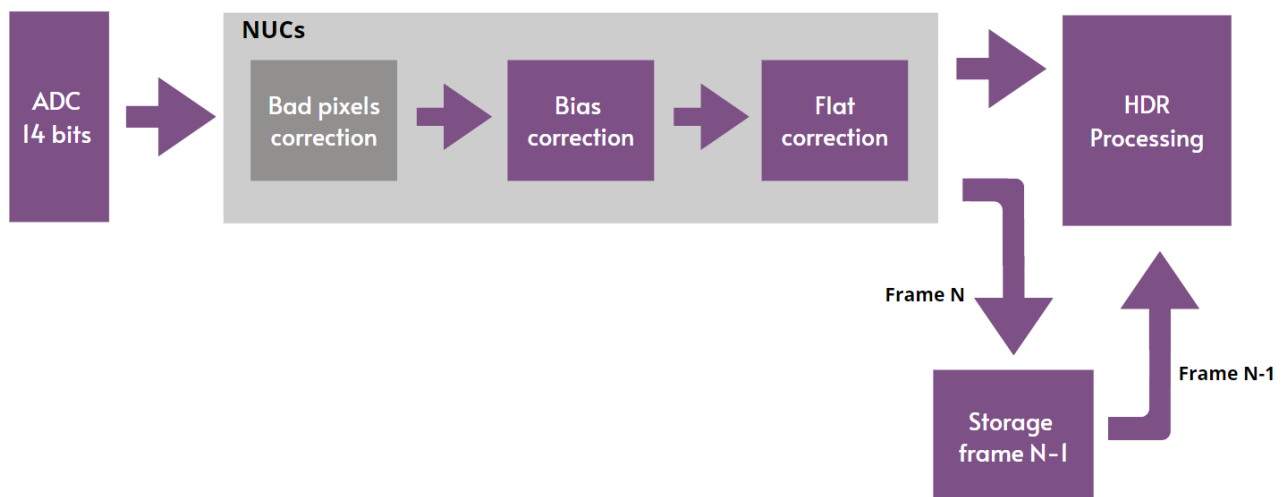 NUCs
ADC
14 bits
Bad pixels
correction
Bias
correction
Flat
correction
HDR
Processing
Frame N
Storage
frame N-1
Frame N-1